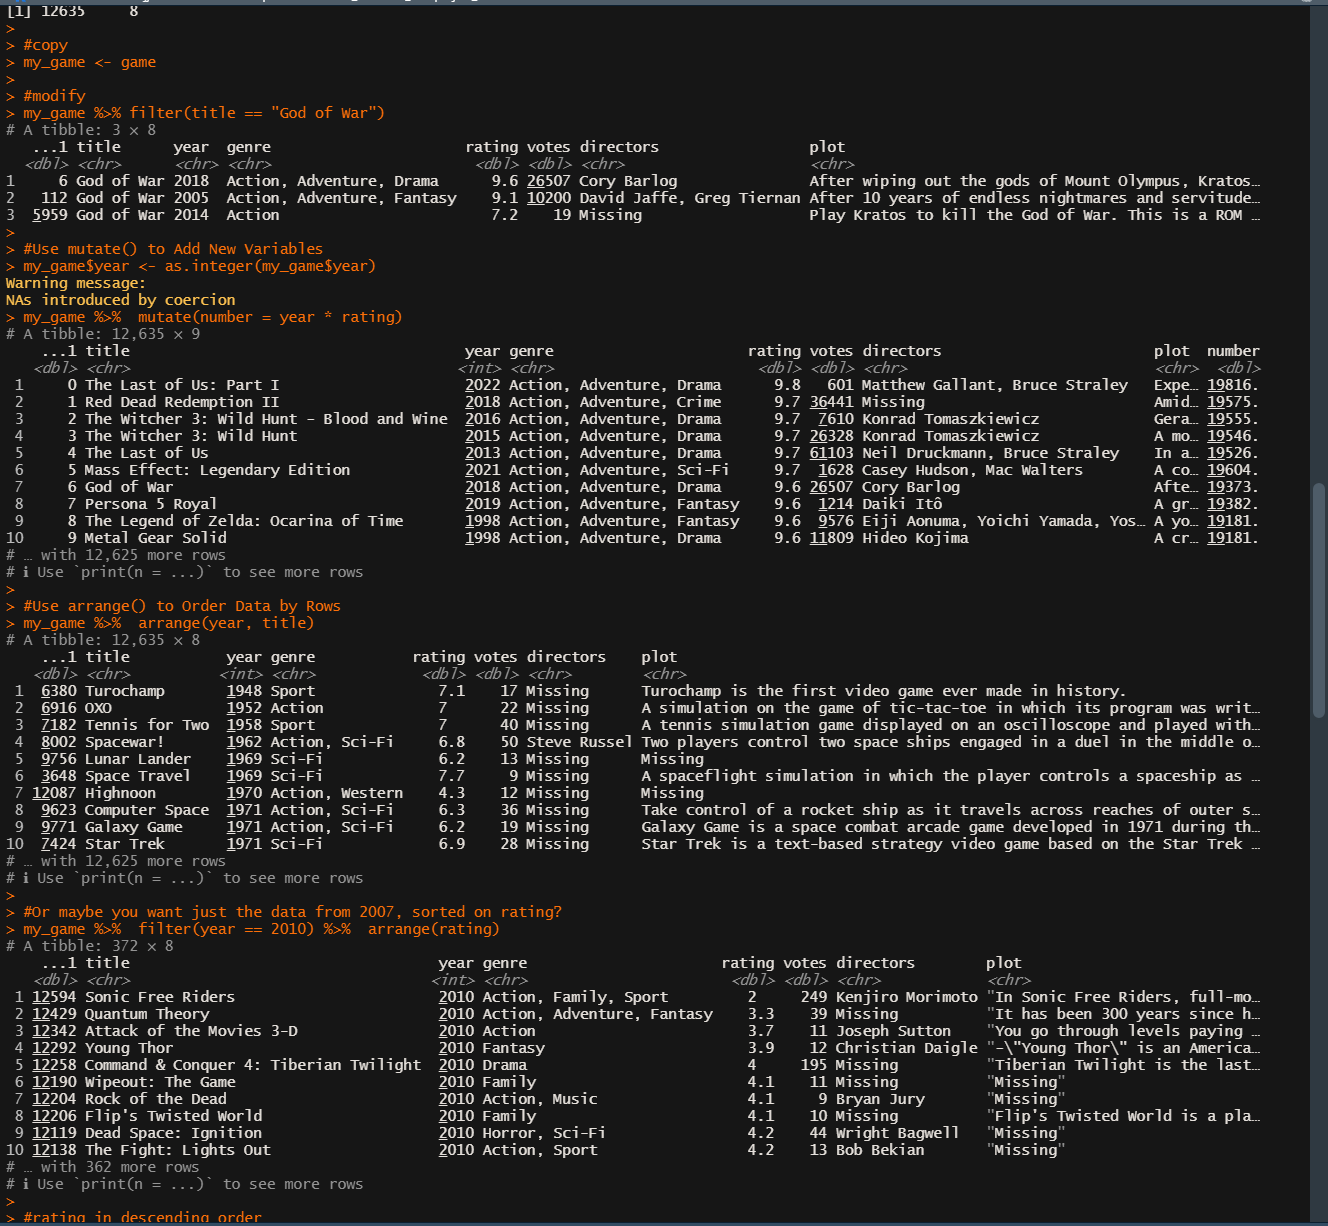 [1] 12635     8
>
> #copy
> my_game <- game
>
> #modify
> my_game %>% filter(title == "God of War")
# A tibble: 3 × 8
   ...1 title      year  genre                      rating votes directors                 plot
  <dbl> <chr>      <chr> <chr>                       <dbl> <dbl> <chr>                     <chr>
1     6 God of War 2018  Action, Adventure, Drama      9.6 26507 Cory Barlog               After wiping out the gods of Mount Olympus, Kratos…
2   112 God of War 2005  Action, Adventure, Fantasy    9.1 10200 David Jaffe, Greg Tiernan After 10 years of endless nightmares and servitude…
3  5959 God of War 2014  Action                        7.2    19 Missing                   Play Kratos to kill the God of War. This is a ROM …
>
> #Use mutate() to Add New Variables
> my_game$year <- as.integer(my_game$year)
Warning message:
NAs introduced by coercion
> my_game %>%  mutate(number = year * rating)
# A tibble: 12,635 × 9
    ...1 title                                      year genre                      rating votes directors                       plot  number
   <dbl> <chr>                                     <int> <chr>                       <dbl> <dbl> <chr>                           <chr>  <dbl>
 1     0 The Last of Us: Part I                     2022 Action, Adventure, Drama      9.8   601 Matthew Gallant, Bruce Straley  Expe… 19816.
 2     1 Red Dead Redemption II                     2018 Action, Adventure, Crime      9.7 36441 Missing                         Amid… 19575.
 3     2 The Witcher 3: Wild Hunt - Blood and Wine  2016 Action, Adventure, Drama      9.7  7610 Konrad Tomaszkiewicz            Gera… 19555.
 4     3 The Witcher 3: Wild Hunt                   2015 Action, Adventure, Drama      9.7 26328 Konrad Tomaszkiewicz            A mo… 19546.
 5     4 The Last of Us                             2013 Action, Adventure, Drama      9.7 61103 Neil Druckmann, Bruce Straley   In a… 19526.
 6     5 Mass Effect: Legendary Edition             2021 Action, Adventure, Sci-Fi     9.7  1628 Casey Hudson, Mac Walters       A co… 19604.
 7     6 God of War                                 2018 Action, Adventure, Drama      9.6 26507 Cory Barlog                     Afte… 19373.
 8     7 Persona 5 Royal                            2019 Action, Adventure, Fantasy    9.6  1214 Daiki Itô                       A gr… 19382.
 9     8 The Legend of Zelda: Ocarina of Time       1998 Action, Adventure, Fantasy    9.6  9576 Eiji Aonuma, Yoichi Yamada, Yos… A yo… 19181.
10     9 Metal Gear Solid                           1998 Action, Adventure, Drama      9.6 11809 Hideo Kojima                    A cr… 19181.
# … with 12,625 more rows
# ℹ Use `print(n = ...)` to see more rows
>
> #Use arrange() to Order Data by Rows
> my_game %>%  arrange(year, title)
# A tibble: 12,635 × 8
    ...1 title           year genre           rating votes directors    plot
   <dbl> <chr>          <int> <chr>            <dbl> <dbl> <chr>        <chr>
 1  6380 Turochamp       1948 Sport              7.1    17 Missing      Turochamp is the first video game ever made in history.
 2  6916 OXO             1952 Action             7      22 Missing      A simulation on the game of tic-tac-toe in which its program was writ…
 3  7182 Tennis for Two  1958 Sport              7      40 Missing      A tennis simulation game displayed on an oscilloscope and played with…
 4  8002 Spacewar!       1962 Action, Sci-Fi     6.8    50 Steve Russel Two players control two space ships engaged in a duel in the middle o…
 5  9756 Lunar Lander    1969 Sci-Fi             6.2    13 Missing      Missing
 6  3648 Space Travel    1969 Sci-Fi             7.7     9 Missing      A spaceflight simulation in which the player controls a spaceship as …
 7 12087 Highnoon        1970 Action, Western    4.3    12 Missing      Missing
 8  9623 Computer Space  1971 Action, Sci-Fi     6.3    36 Missing      Take control of a rocket ship as it travels across reaches of outer s…
 9  9771 Galaxy Game     1971 Action, Sci-Fi     6.2    19 Missing      Galaxy Game is a space combat arcade game developed in 1971 during th…
10  7424 Star Trek       1971 Sci-Fi             6.9    28 Missing      Star Trek is a text-based strategy video game based on the Star Trek …
# … with 12,625 more rows
# ℹ Use `print(n = ...)` to see more rows
>
> #Or maybe you want just the data from 2007, sorted on rating?
> my_game %>%  filter(year == 2010) %>%  arrange(rating)
# A tibble: 372 × 8
    ...1 title                                   year genre                      rating votes directors        plot
   <dbl> <chr>                                  <int> <chr>                       <dbl> <dbl> <chr>            <chr>
 1 12594 Sonic Free Riders                       2010 Action, Family, Sport         2     249 Kenjiro Morimoto "In Sonic Free Riders, full-mo…
 2 12429 Quantum Theory                          2010 Action, Adventure, Fantasy    3.3    39 Missing          "It has been 300 years since h…
 3 12342 Attack of the Movies 3-D                2010 Action                        3.7    11 Joseph Sutton    "You go through levels paying …
 4 12292 Young Thor                              2010 Fantasy                       3.9    12 Christian Daigle "-\"Young Thor\" is an America…
 5 12258 Command & Conquer 4: Tiberian Twilight  2010 Drama                         4     195 Missing          "Tiberian Twilight is the last…
 6 12190 Wipeout: The Game                       2010 Family                        4.1    11 Missing          "Missing"
 7 12204 Rock of the Dead                        2010 Action, Music                 4.1     9 Bryan Jury       "Missing"
 8 12206 Flip's Twisted World                    2010 Family                        4.1    10 Missing          "Flip's Twisted World is a pla…
 9 12119 Dead Space: Ignition                    2010 Horror, Sci-Fi                4.2    44 Wright Bagwell   "Missing"
10 12138 The Fight: Lights Out                   2010 Action, Sport                 4.2    13 Bob Bekian       "Missing"
# … with 362 more rows
# ℹ Use `print(n = ...)` to see more rows
>
> #rating in descending order